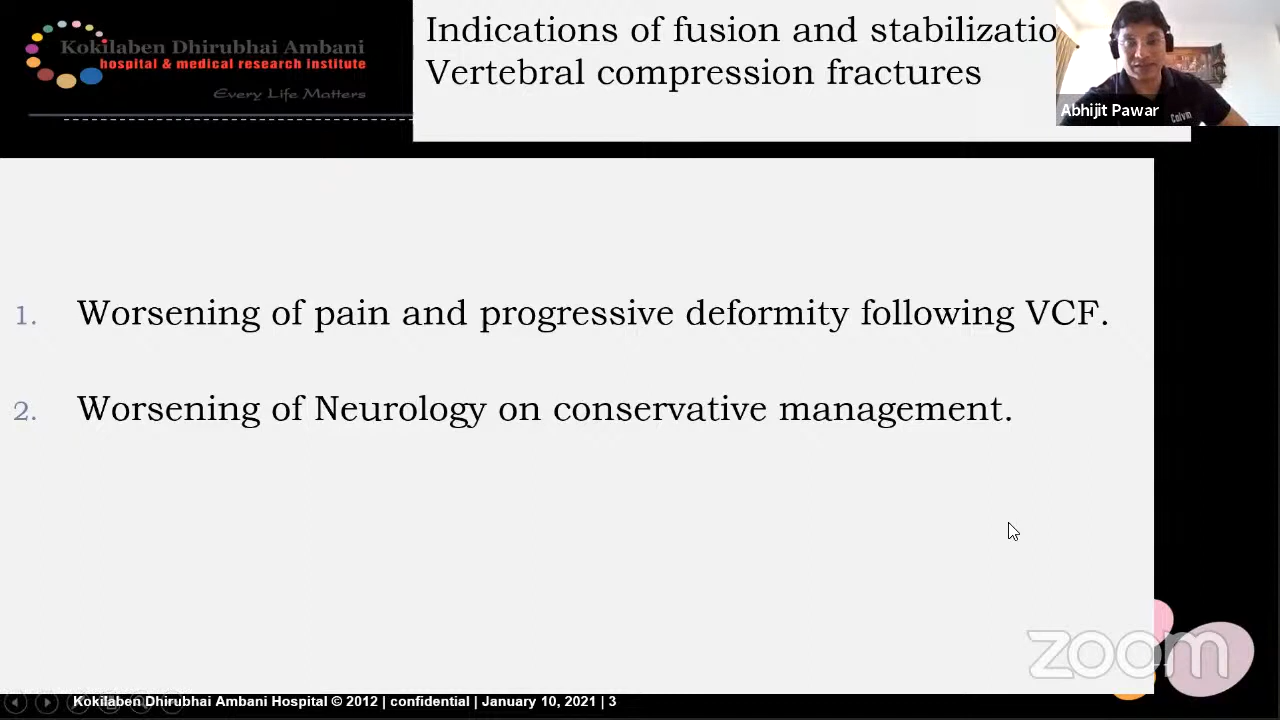 Kokilaben Dhirubhai Ambani
hospital & medical research institute
Every Life Matters
Indications of fusion and stabilizatio
Vertebral compression fractures
Abhijit Pawar
1. Worsening of pain and progressive deformity following VCF.
2. Worsening of Neurology on conservative management.
zoom
Kokilaben Dhirubhai Ambani Hospital © 2012 | confidential | January 10, 2021 | 3